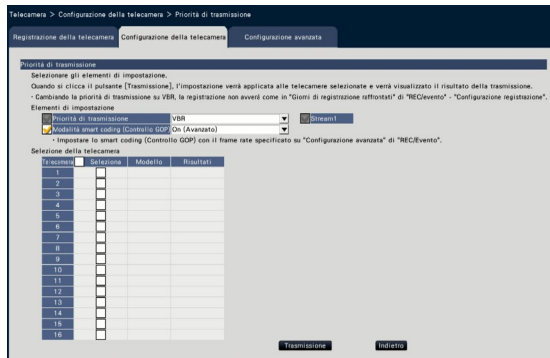 Telecamere > Configurazione della telecamera > Priorità di trasmissione
Registrazione della telecamera Configurazione della telecamera Configurazione avanzata
Priorità di trasmissione
Selezionare gli elementi di impostazione.
Quando si clicca il pulsante [Trasmissione], l'impostazione verrà applicata alle telecamere selezionate e verrà visualizzato il risultato della trasmissione.
· Cambiando la priorità di trasmissione su VBR, la registrazione non avverrà come in "Giorni di registrazione raffrontati" di "REC/evento" - "Configurazione registrazione".
Elementi di impostazione
Priorità di trasmissione VBR Stream1
Modalità smart coding (Controllo GOP) On (Avanzato)
· Impostare lo smart coding (Controllo GOP) con il frame rate specificato su "Configurazione avanzata" di "REC/Evento".
Selezione della telecamera
Telecamera Seleziona Modello Risultati
1
2
3
4
5
6
7
8
9
10
11
12
13
14
15
16
Trasmissione Indietro